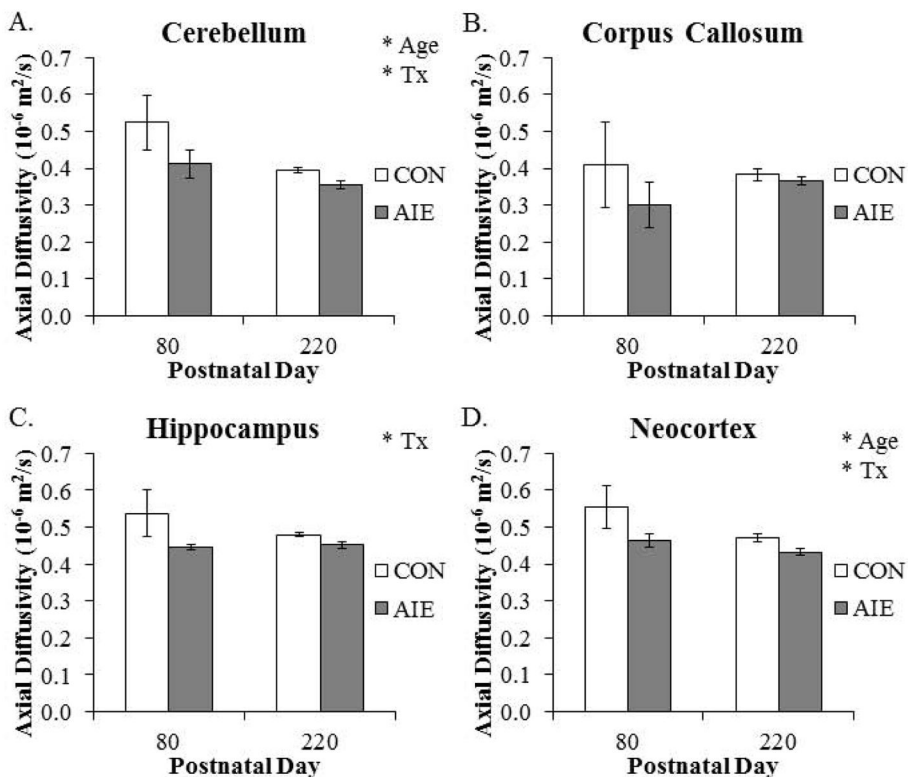 A.
Cerebellum
* Age
* Tx
Axial Diffusivity (10⁻⁶ m²/s)
0.7
0.6
0.5
0.4
0.3
0.2
0.1
0.0
CON
AIE
80
220
Postnatal Day
B.
Corpus Callosum
Axial Diffusivity (10⁻⁶ m²/s)
0.7
0.6
0.5
0.4
0.3
0.2
0.1
0.0
CON
AIE
80
220
Postnatal Day
C.
Hippocampus
* Tx
Axial Diffusivity (10⁻⁶ m²/s)
0.7
0.6
0.5
0.4
0.3
0.2
0.1
0.0
CON
AIE
80
220
Postnatal Day
D.
Neocortex
* Age
* Tx
Axial Diffusivity (10⁻⁶ m²/s)
0.7
0.6
0.5
0.4
0.3
0.2
0.1
0.0
CON
AIE
80
220
Postnatal Day